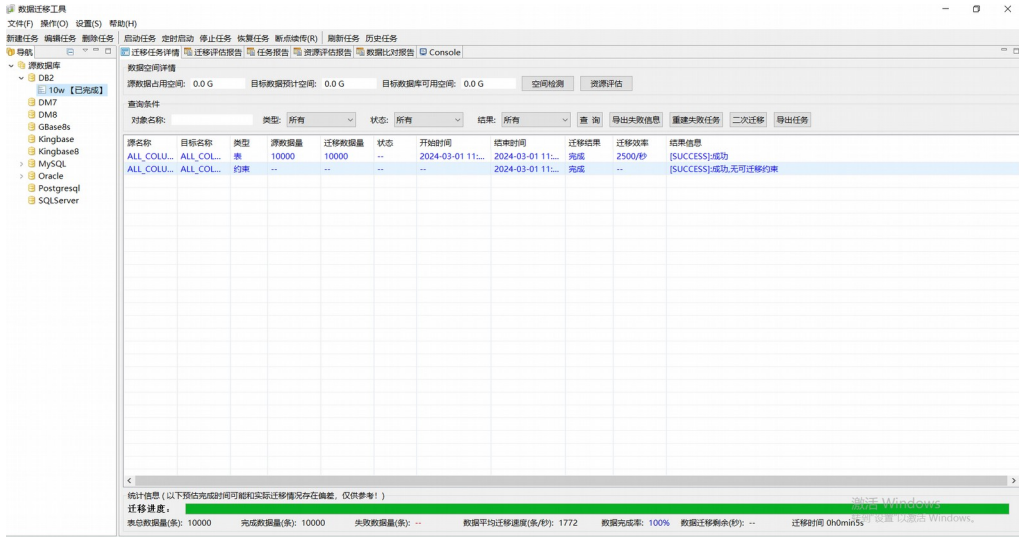 数据迁移工具
文件(F) 操作(O) 设置(S) 帮助(H)
新建任务 编辑任务 删除任务 启动任务 定时启动 停止任务 恢复任务 断点续传(R) 刷新任务 历史任务
导航 迁移任务详情 迁移评估报告 任务报告 资源评估报告 数据比对报告 Console
源数据库
DB2
10w 【已完成】
DM7
DM8
GBase8s
Kingbase
Kingbase8
MySQL
Oracle
Postgresql
SQLServer
数据空间详情
源数据占用空间: 0.0 G 目标数据预计空间: 0.0 G 目标数据库可用空间: 0.0 G 空间检测 资源评估
查询条件
对象名称: 类型: 所有 状态: 所有 结果: 所有 查 询 导出失败信息 重建失败任务 二次迁移 导出任务
源名称 目标名称 类型 源数据量 迁移数据量 状态 开始时间 结束时间 迁移结果 迁移效率 结果信息
ALL_COLU... ALL_COL... 表 10000 10000 -- 2024-03-01 11:... 2024-03-01 11:... 完成 2500/秒 [SUCCESS]:成功
ALL_COLU... ALL_COL... 约束 -- -- -- 2024-03-01 11:... 完成 -- [SUCCESS]:成功,无可迁移约束
统计信息 ( 以下预估完成时间可能和实际迁移情况存在偏差，仅供参考! )
迁移进度:
表总数据量(条): 10000 完成数据量(条): 10000 失败数据量(条): -- 数据平均迁移速度(条/秒): 1772 数据完成率: 100% 数据迁移剩余(秒): -- 迁移时间 0h0min5s
激活 Windows
转到"设置"以激活 Windows。